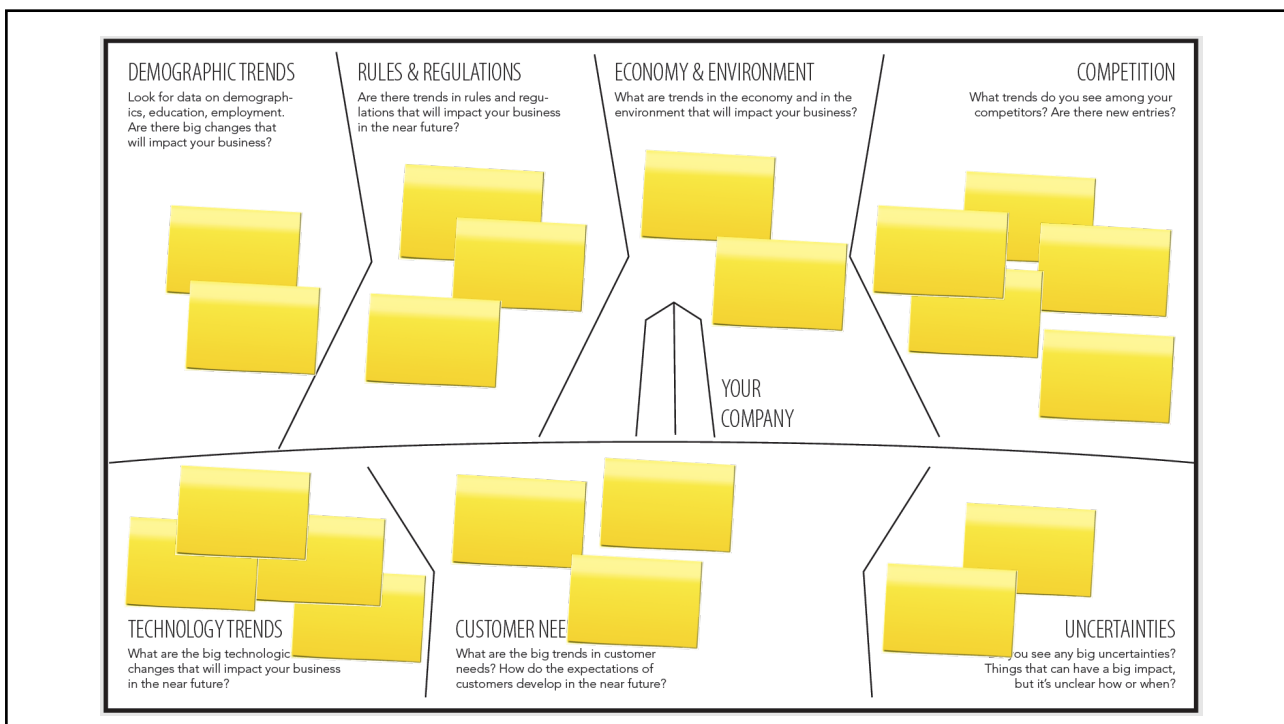 DEMOGRAPHIC TRENDS
Look for data on demograph-
ics, education, employment.
Are there big changes that
will impact your business?
RULES & REGULATIONS
Are there trends in rules and regu-
lations that will impact your business
in the near future?
ECONOMY & ENVIRONMENT
What are trends in the economy and in the
environment that will impact your business?
COMPETITION
What trends do you see among your
competitors? Are there new entries?
YOUR
COMPANY
TECHNOLOGY TRENDS
What are the big technologic
changes that will impact your business
in the near future?
CUSTOMER NEE
What are the big trends in customer
needs? How do the expectations of
customers develop in the near future?
UNCERTAINTIES
you see any big uncertainties?
Things that can have a big impact,
but it's unclear how or when?